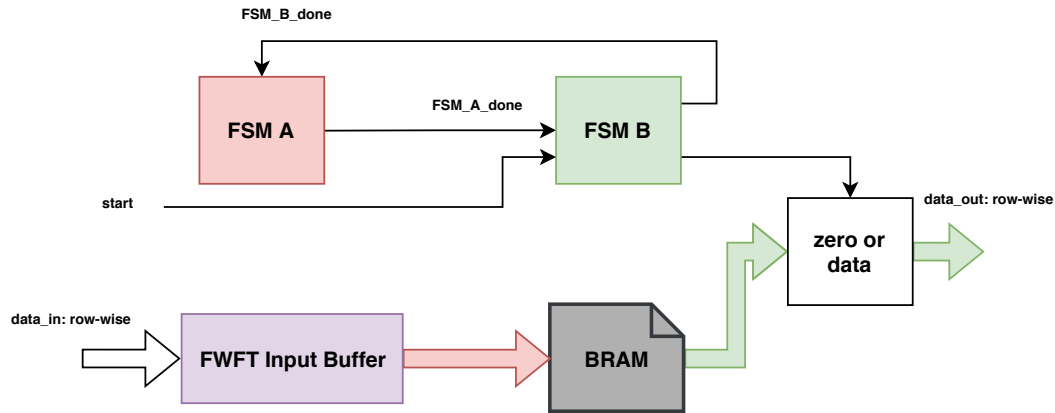 FSM_B_done
FSM A
FSM_A_done
FSM B
start
data_out: row-wise
zero or
data
data_in: row-wise
FWFT Input Buffer
BRAM